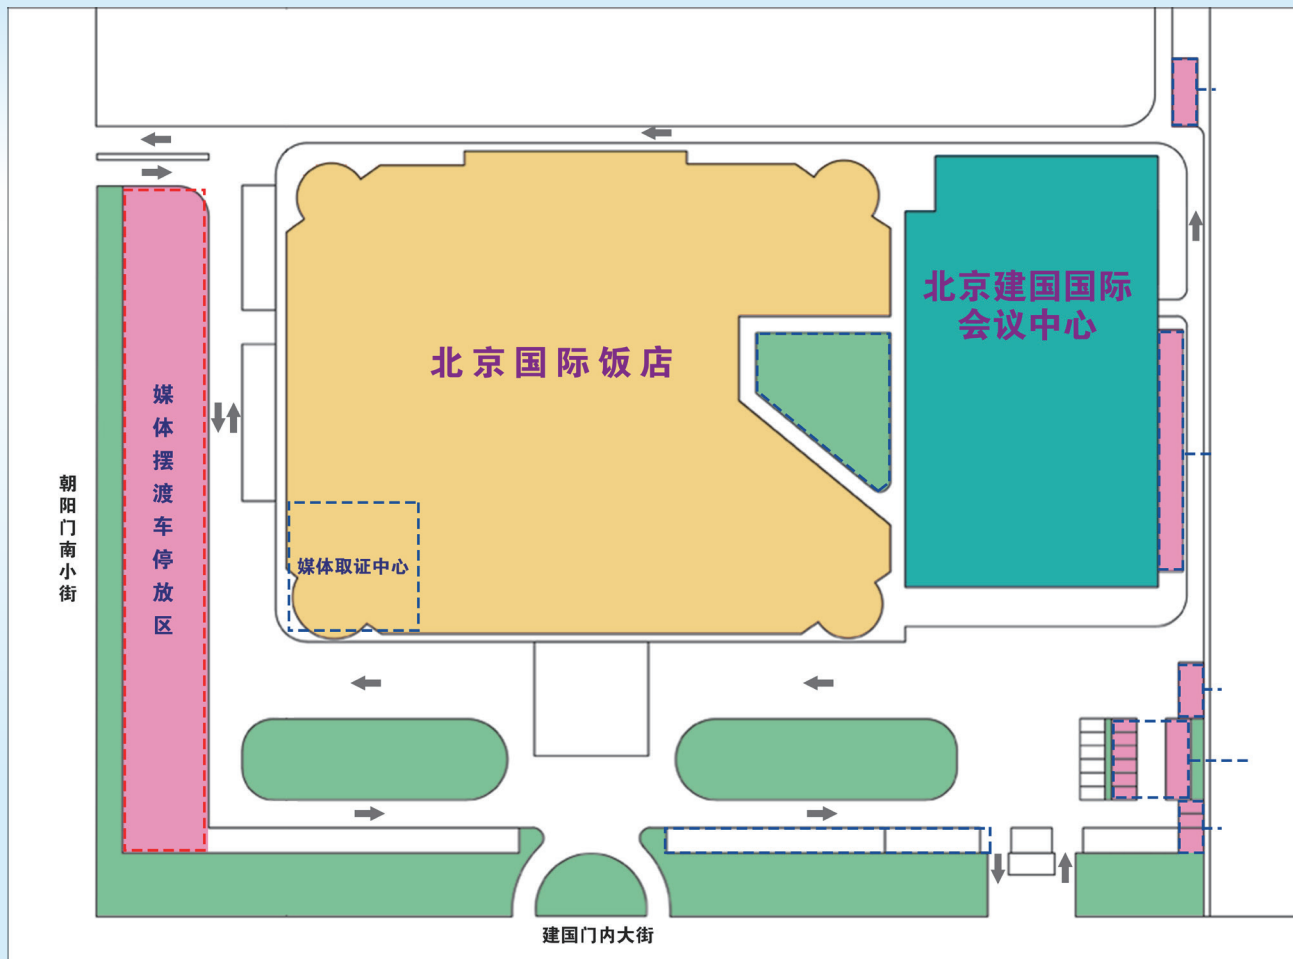 北京建国国际
会议中心
北京国际饭店
媒体摆渡车停放区
朝阳门南小街
媒体取证中心
建国门内大街